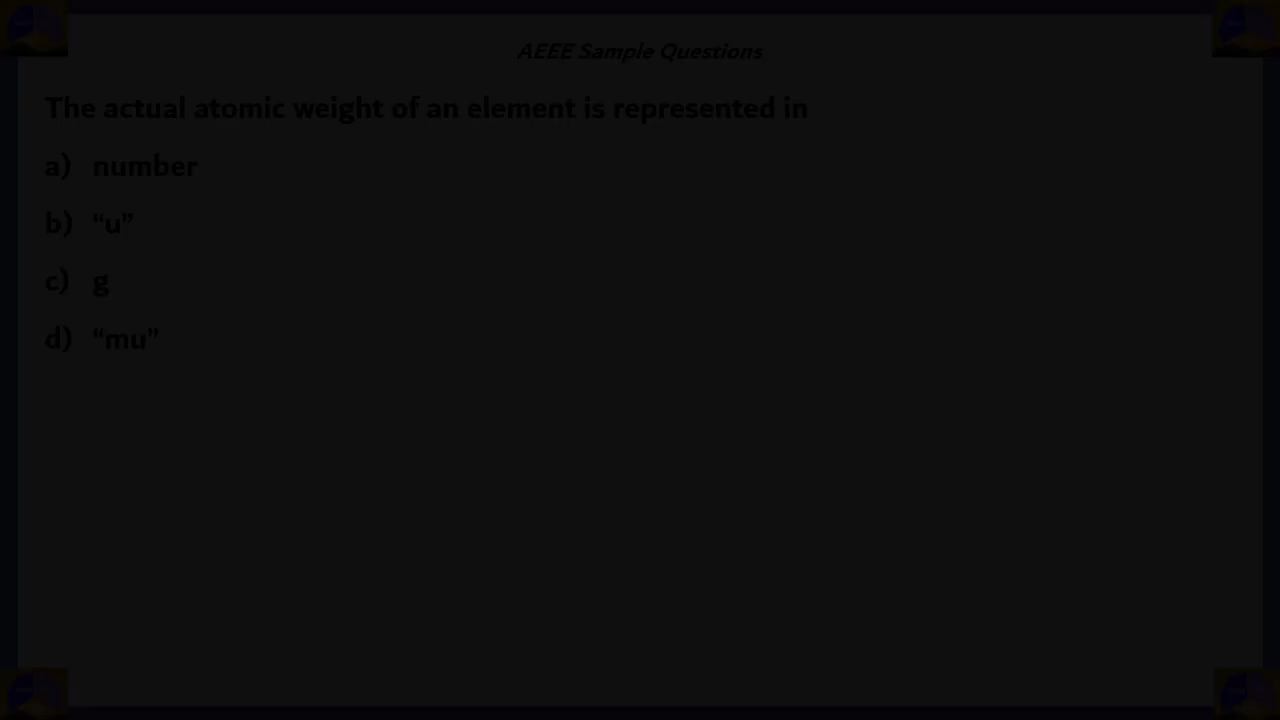 AEEE Sample Questions
The actual atomic weight of an element is represented in
a) number
b) “u”
c) g
d) “mu”